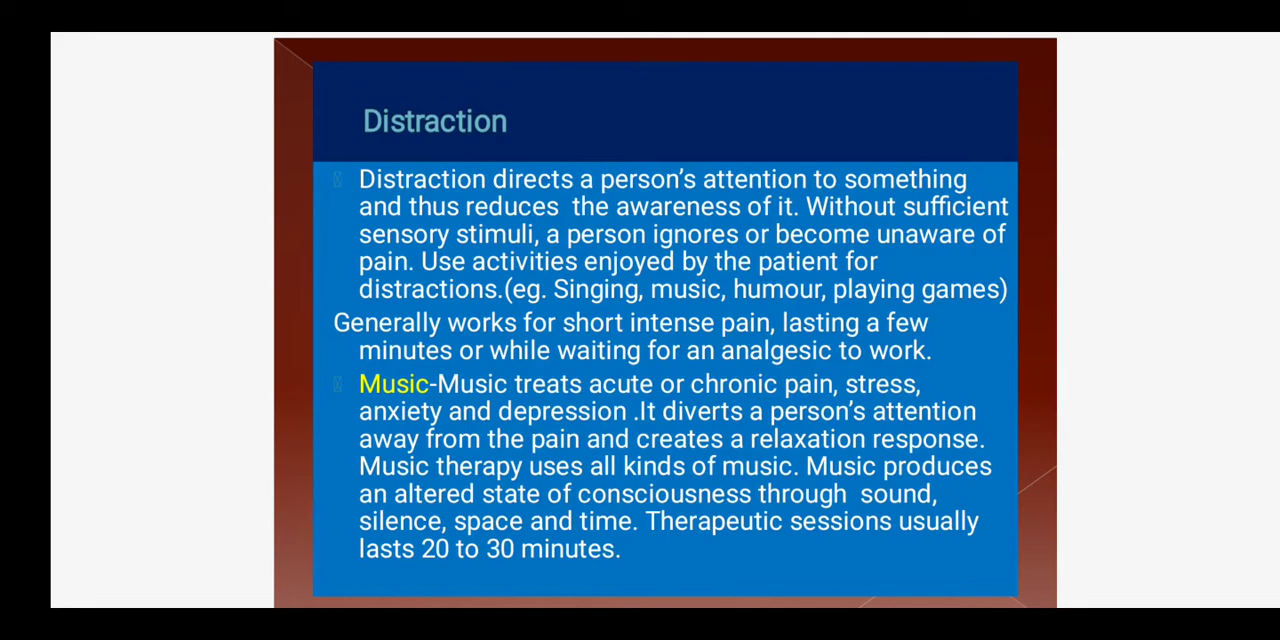 Distraction
Distraction directs a person's attention to something
and thus reduces  the awareness of it. Without sufficient
sensory stimuli, a person ignores or become unaware of
pain. Use activities enjoyed by the patient for
distractions.(eg. Singing, music, humour, playing games)
Generally works for short intense pain, lasting a few
minutes or while waiting for an analgesic to work.
Music-Music treats acute or chronic pain, stress,
anxiety and depression .It diverts a person's attention
away from the pain and creates a relaxation response.
Music therapy uses all kinds of music. Music produces
an altered state of consciousness through  sound,
silence, space and time. Therapeutic sessions usually
lasts 20 to 30 minutes.